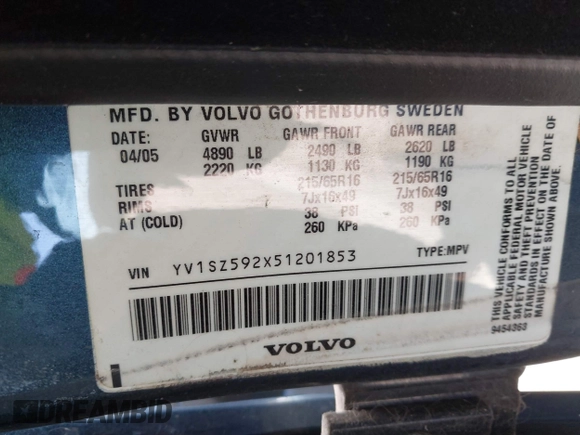 MFD. BY VOLVO GOTHENBURG SWEDEN
DATE: GVWR GAWR FRONT GAWR REAR
04/05 4890 LB 2490 LB 2620 LB
2220 KG 1130 KG 1190 KG
TIRES 215/65R16 215/65R16
RIMS 7Jx16x49 7Jx16x49
AT (COLD) 38 PSI 38 PSI
260 KPa 260 KPa
VIN YV1SZ592X51201853 TYPE: MPV
VOLVO
THIS VEHICLE CONFORMS TO ALL
APPLICABLE FEDERAL MOTOR VEHICLE
SAFETY AND THEFT PREVENTION
STANDARDS IN EFFECT ON THE DATE OF
MANUFACTURE SHOWN ABOVE.
9454363
DREAMBID